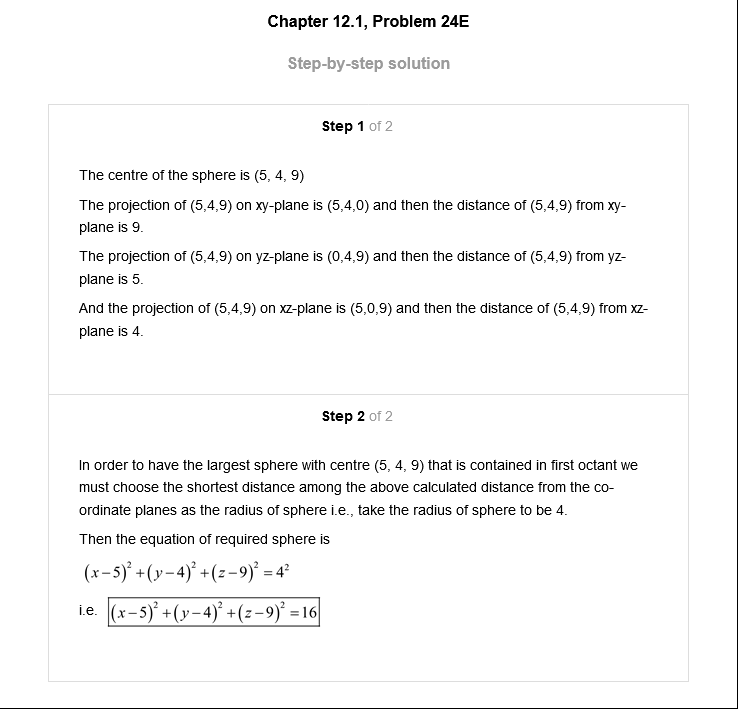 Chapter 12.1, Problem 24E
Step-by-step solution
Step 1 of 2
The centre of the sphere is (5, 4, 9)
The projection of (5,4,9) on xy-plane is (5,4,0) and then the distance of (5,4,9) from xy-
plane is 9.
The projection of (5,4,9) on yz-plane is (0,4,9) and then the distance of (5,4,9) from yz-
plane is 5.
And the projection of (5,4,9) on xz-plane is (5,0,9) and then the distance of (5,4,9) from xz-
plane is 4.
Step 2 of 2
In order to have the largest sphere with centre (5, 4, 9) that is contained in first octant we
must choose the shortest distance among the above calculated distance from the co-
ordinate planes as the radius of sphere i.e., take the radius of sphere to be 4.
Then the equation of required sphere is
(x−5)² +(y−4)² +(z−9)² = 4²
i.e. (x−5)² +(y−4)² +(z−9)² =16